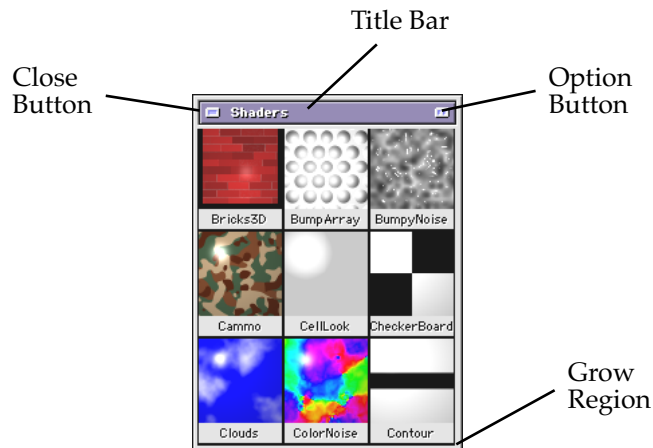 Title Bar
Close
Button
Option
Button
Shaders
Bricks3D
BumpArray
BumpyNoise
Cammo
CellLook
CheckerBoard
Clouds
ColorNoise
Contour
Grow
Region